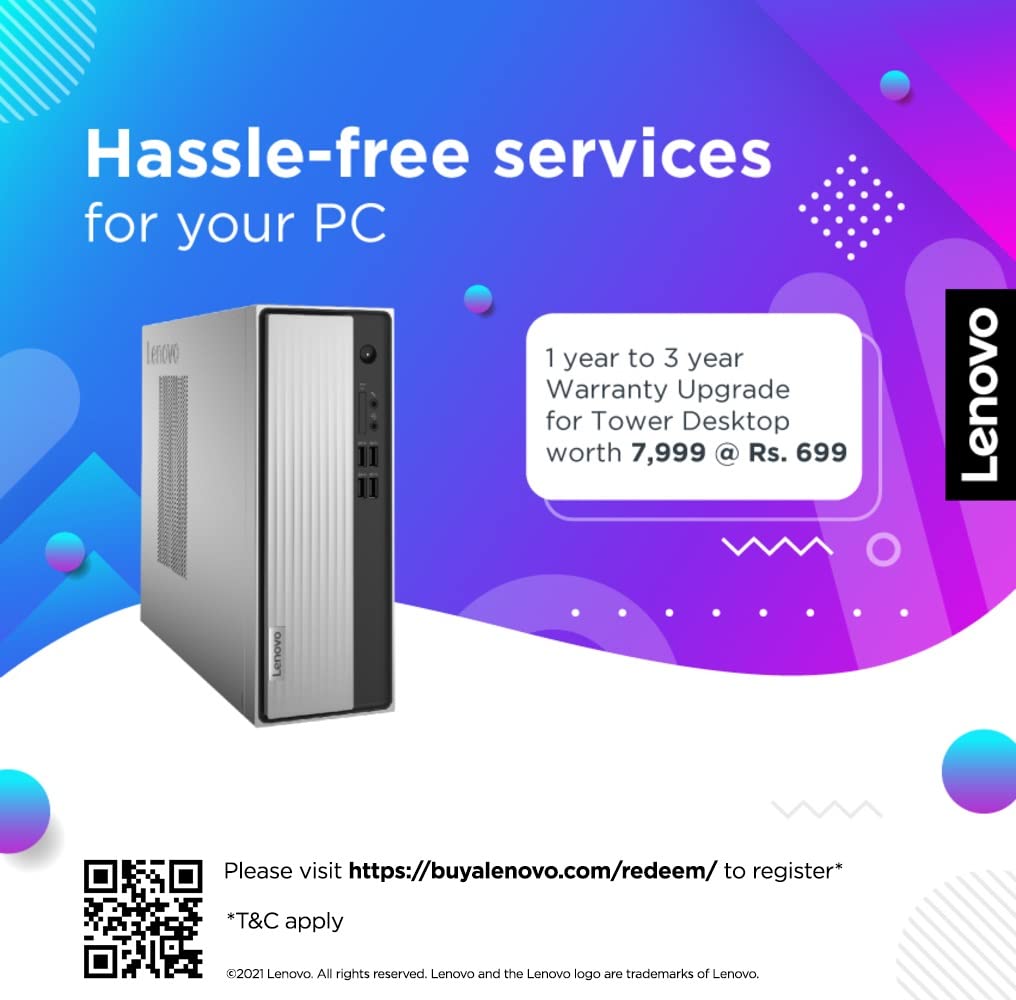 Hassle-free services
for your PC
Lenovo
1 year to 3 year
Warranty Upgrade
for Tower Desktop
worth 7,999 @ Rs. 699
Lenovo
Lenovo
Please visit https://buyalenovo.com/redeem/ to register*
*T&C apply
©2021 Lenovo. All rights reserved. Lenovo and the Lenovo logo are trademarks of Lenovo.